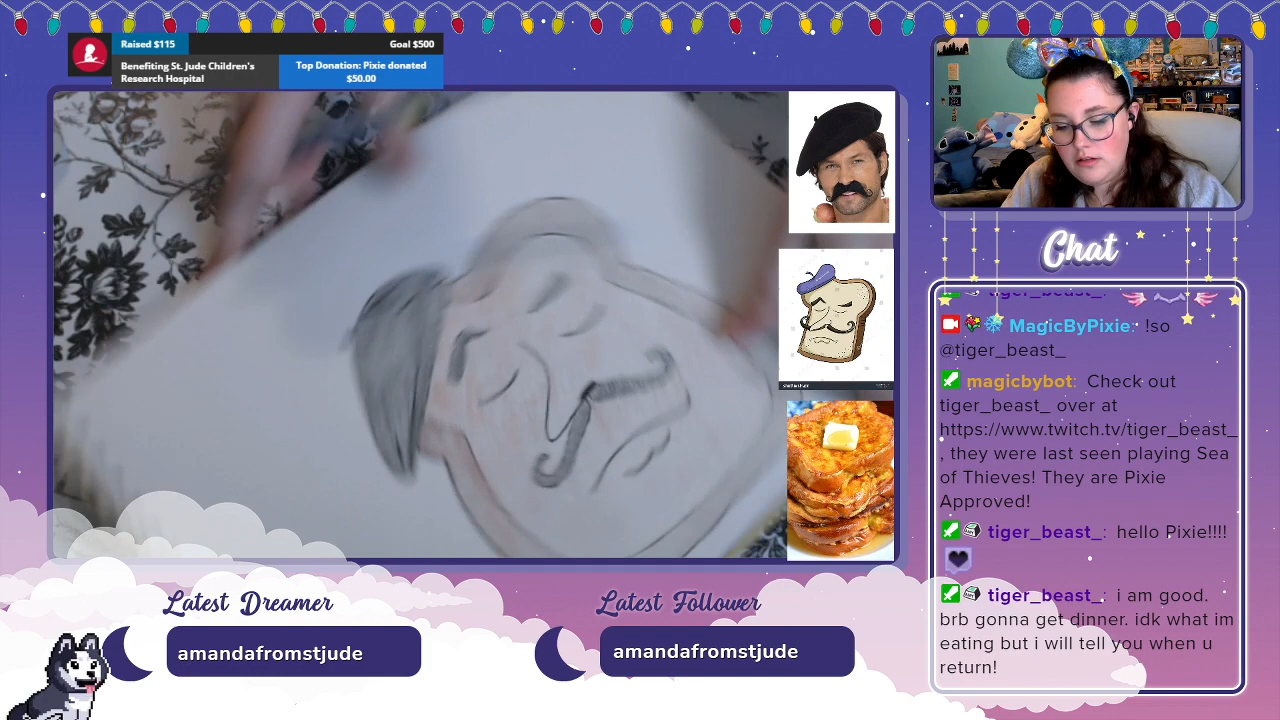 Raised $115
Goal $500
Benefiting St. Jude Children's
Research Hospital
Top Donation: Pixie donated
$50.00
Chat
tiger_beast_:
MagicByPixie: !so
@tiger_beast_
magicbybot: Check out
tiger_beast_ over at
https://www.twitch.tv/tiger_beast_
, they were last seen playing Sea
of Thieves! They are Pixie
Approved!
tiger_beast_: hello Pixie!!!!
tiger_beast_: i am good.
brb gonna get dinner. idk what im
eating but i will tell you when u
return!
Latest Dreamer
amandafromstjude
Latest Follower
amandafromstjude